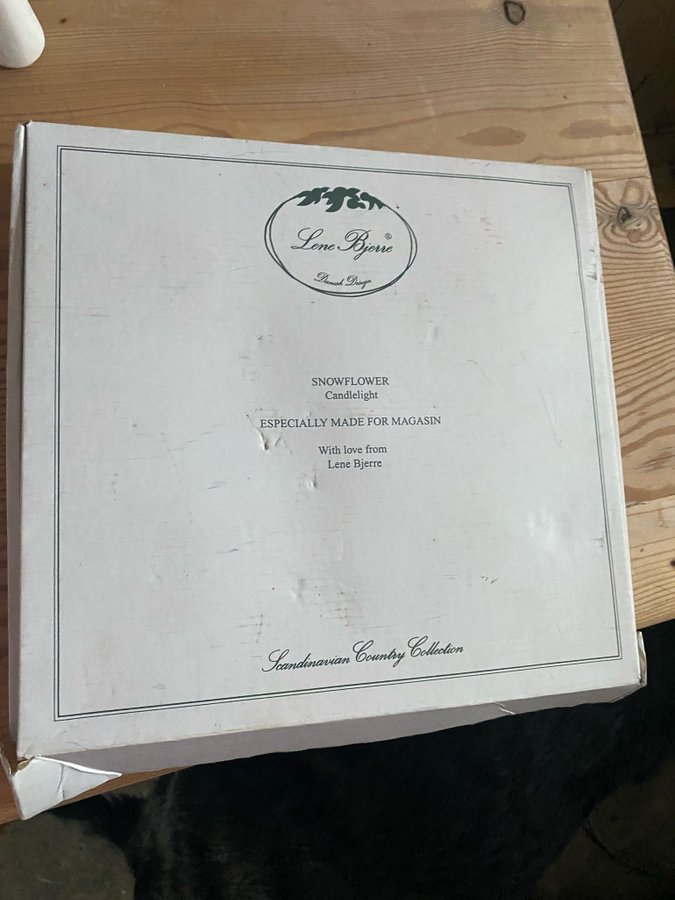 Lene Bjerre®
Danish Design
SNOWFLOWER
Candlelight
ESPECIALLY MADE FOR MAGASIN
With love from
Lene Bjerre
Scandinavian Country Collection